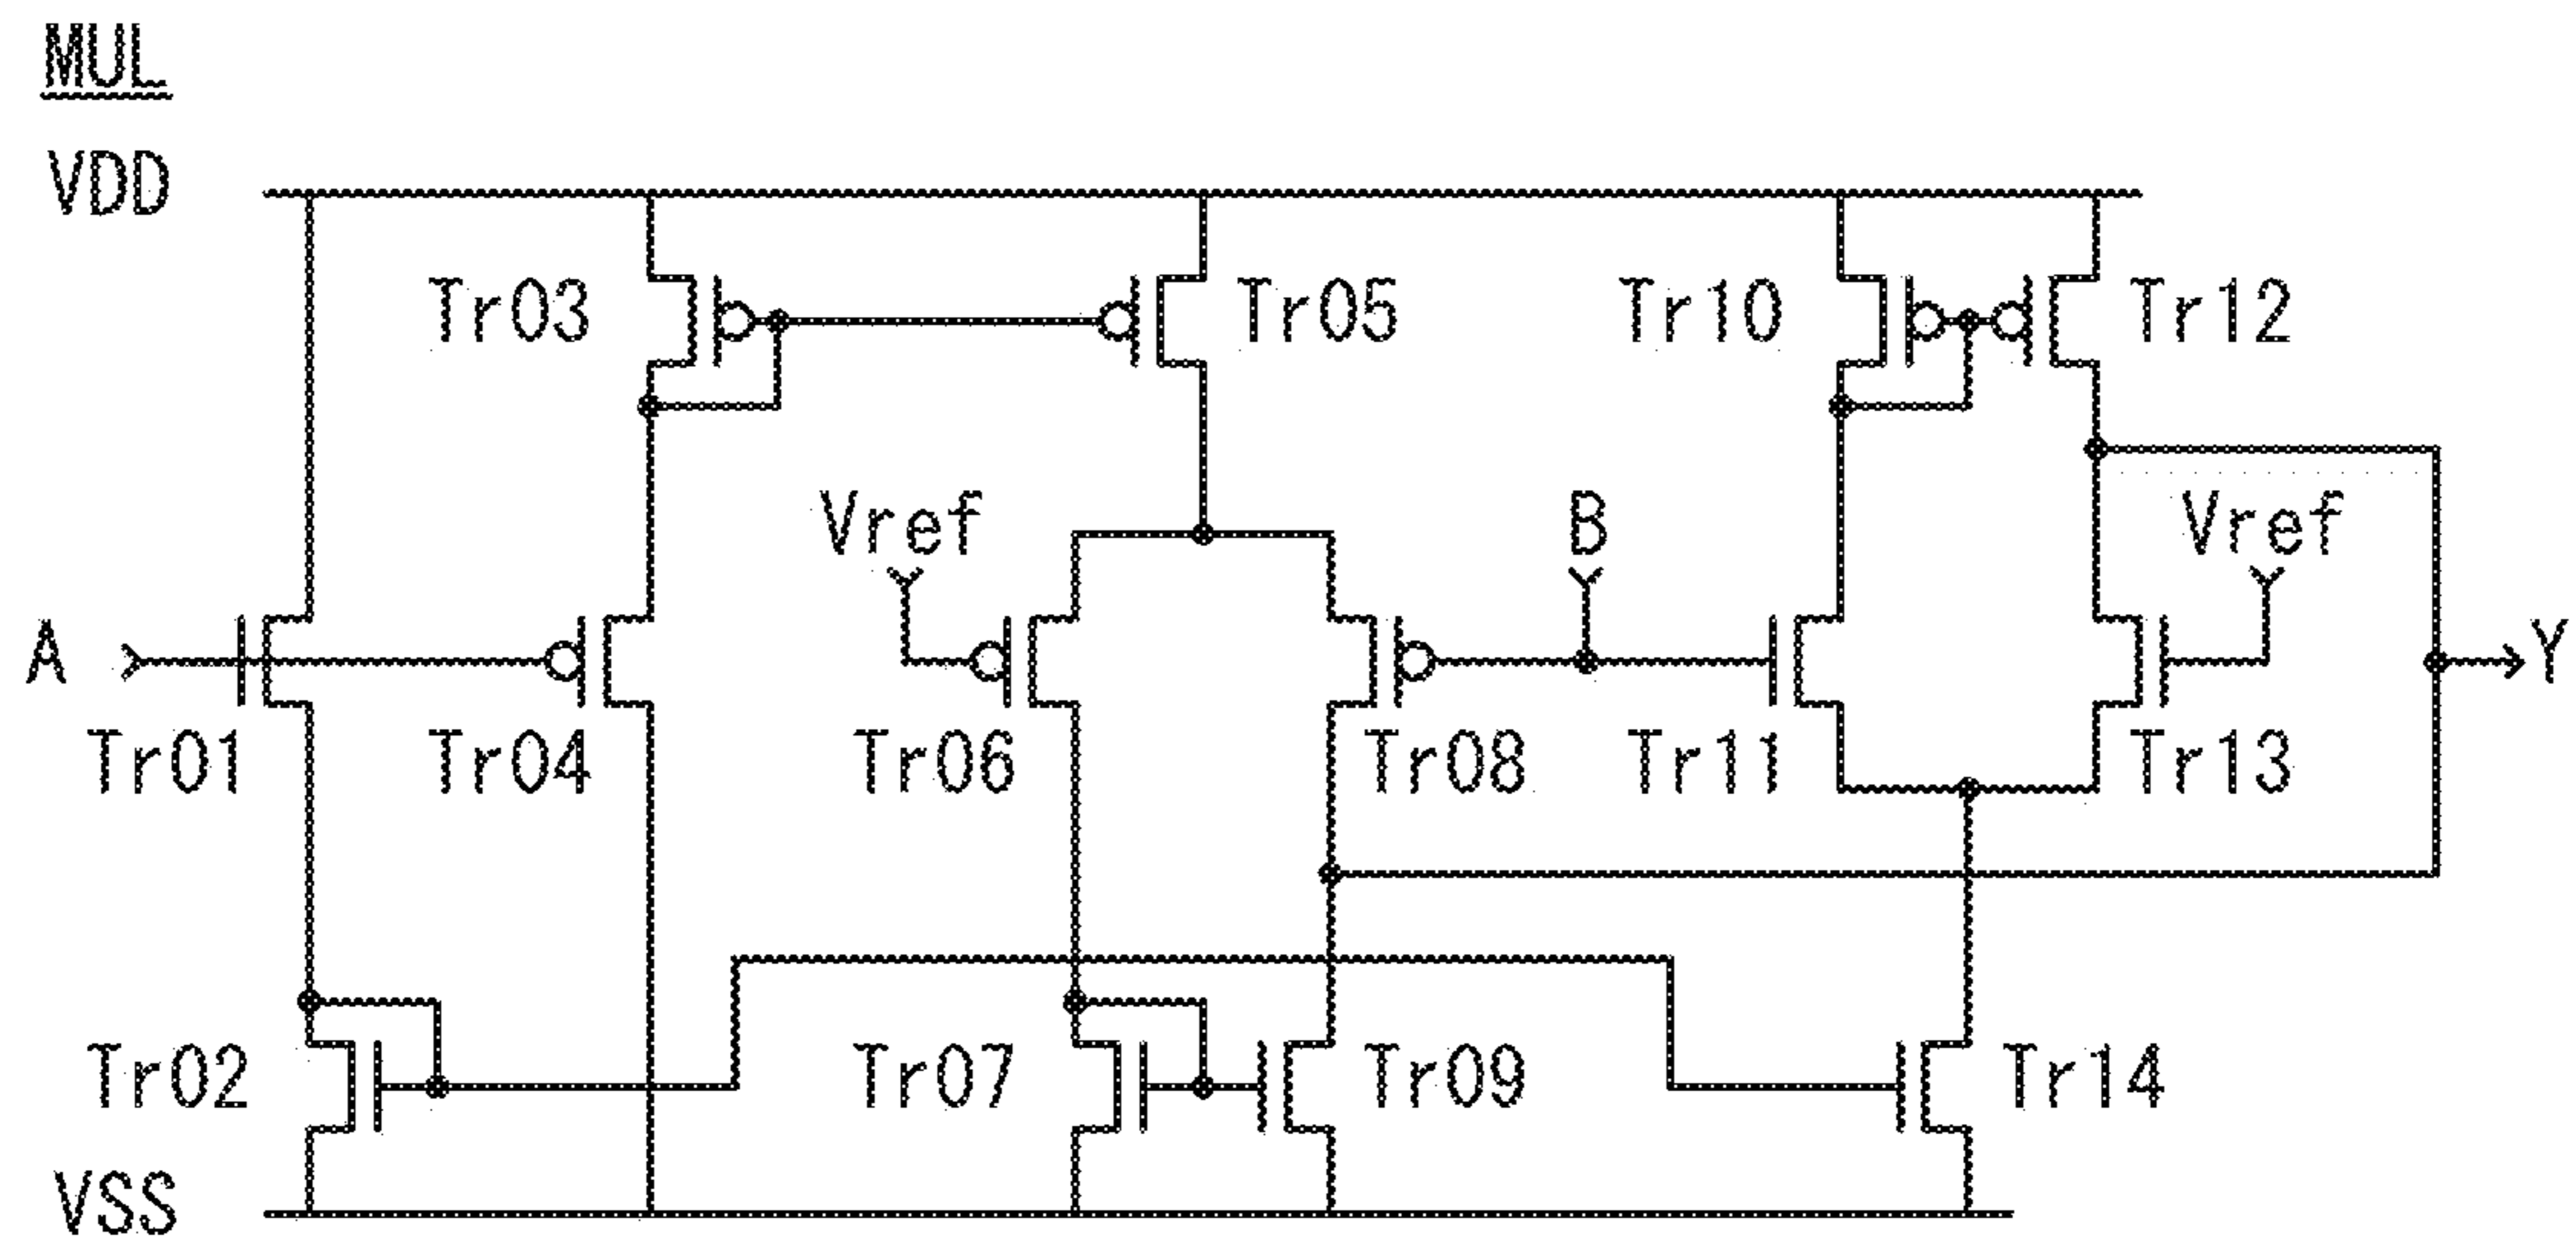 MUL
VDD
Tr03 Tr05 Tr10 Tr12
Vref B Vref
A Y
Tr01 Tr04 Tr06 Tr08 Tr11 Tr13
Tr02 Tr07 Tr09 Tr14
VSS